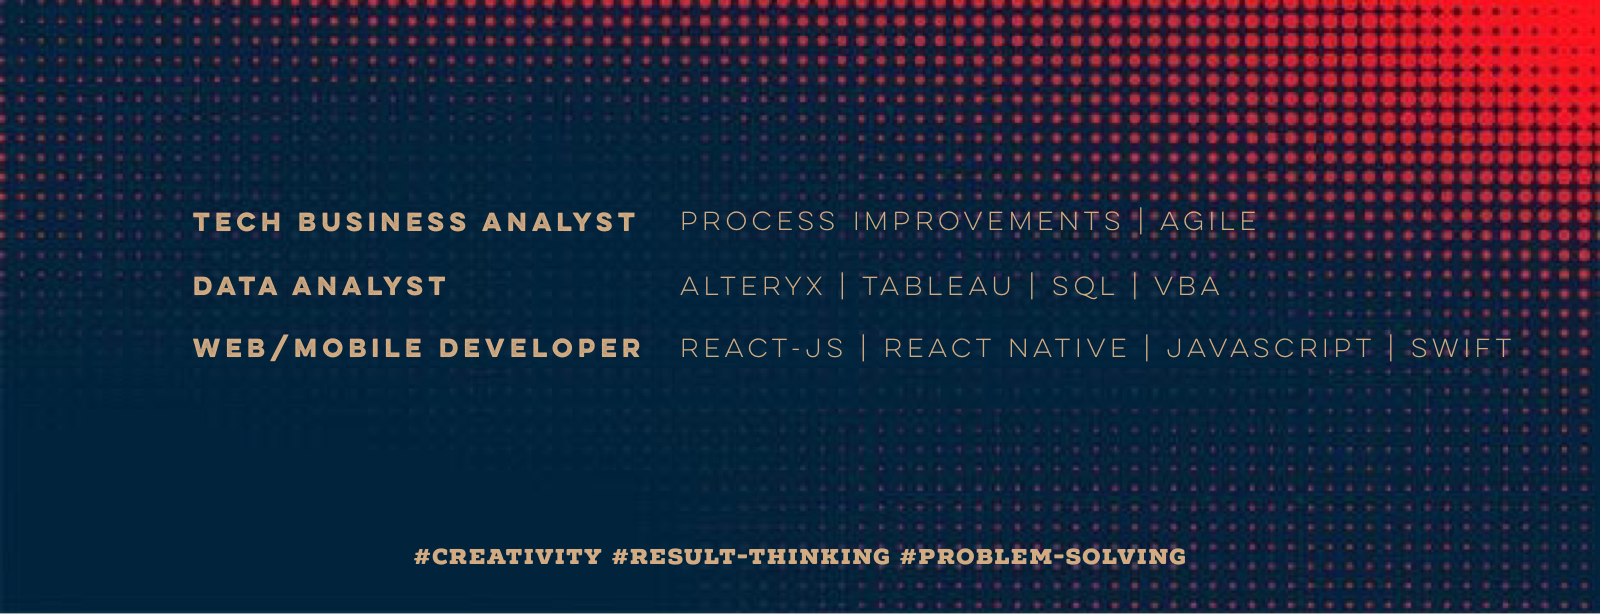 TECH BUSINESS ANALYST PROCESS IMPROVEMENTS | AGILE
DATA ANALYST ALTERYX | TABLEAU | SQL | VBA
WEB/MOBILE DEVELOPER REACT-JS | REACT NATIVE | JAVASCRIPT | SWIFT
#CREATIVITY #RESULT-THINKING #PROBLEM-SOLVING